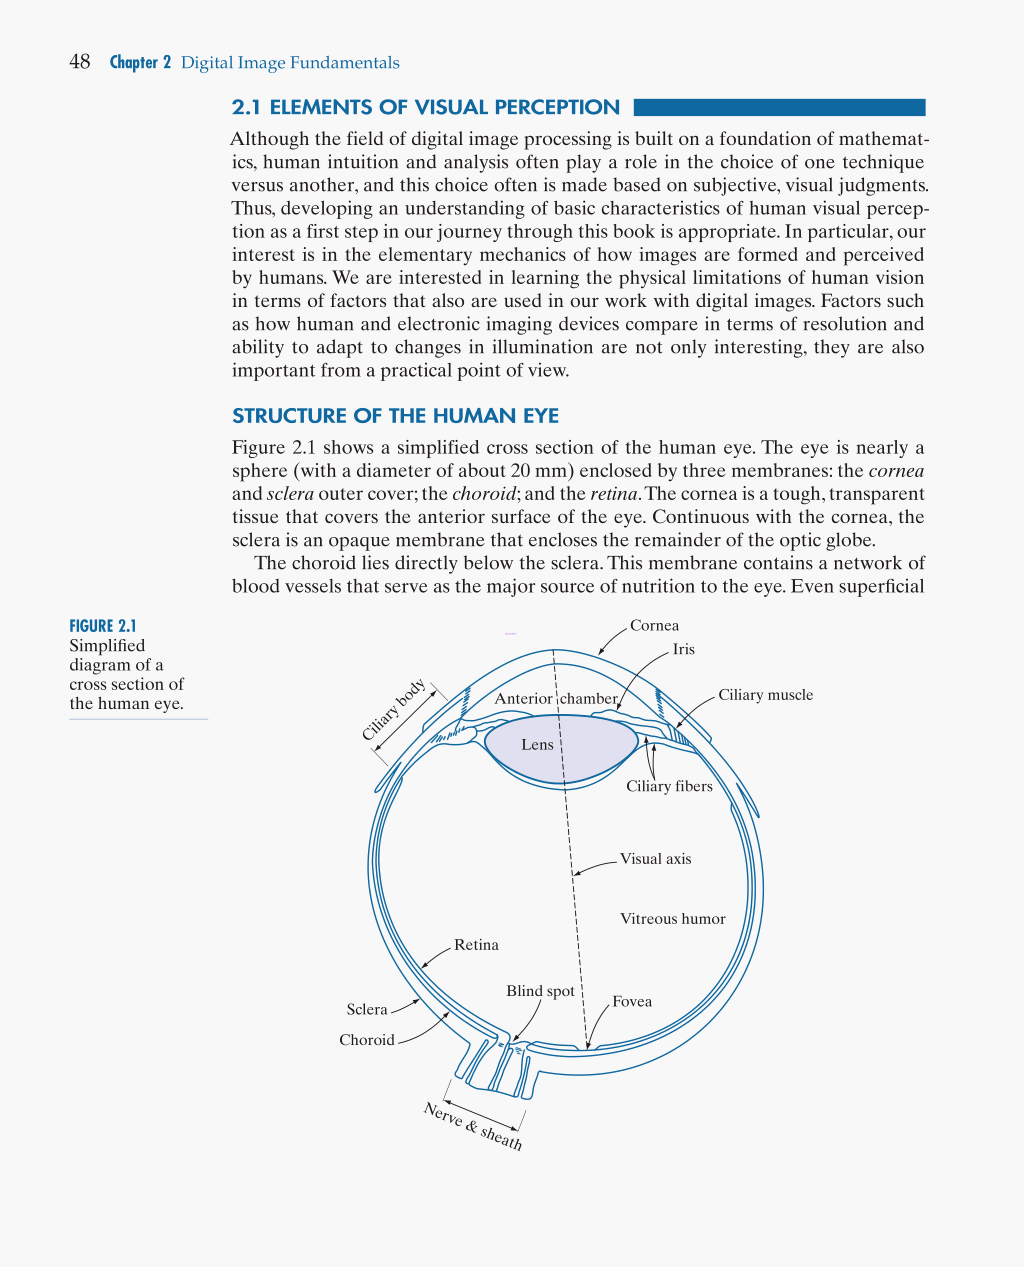 48 Chapter 2 Digital Image Fundamentals
2.1 ELEMENTS OF VISUAL PERCEPTION
Although the field of digital image processing is built on a foundation of mathemat-
ics, human intuition and analysis often play a role in the choice of one technique
versus another, and this choice often is made based on subjective, visual judgments.
Thus, developing an understanding of basic characteristics of human visual percep-
tion as a first step in our journey through this book is appropriate. In particular, our
interest is in the elementary mechanics of how images are formed and perceived
by humans. We are interested in learning the physical limitations of human vision
in terms of factors that also are used in our work with digital images. Factors such
as how human and electronic imaging devices compare in terms of resolution and
ability to adapt to changes in illumination are not only interesting, they are also
important from a practical point of view.
STRUCTURE OF THE HUMAN EYE
Figure 2.1 shows a simplified cross section of the human eye. The eye is nearly a
sphere (with a diameter of about 20 mm) enclosed by three membranes: the cornea
and sclera outer cover; the choroid; and the retina. The cornea is a tough, transparent
tissue that covers the anterior surface of the eye. Continuous with the cornea, the
sclera is an opaque membrane that encloses the remainder of the optic globe.
The choroid lies directly below the sclera. This membrane contains a network of
blood vessels that serve as the major source of nutrition to the eye. Even superficial
FIGURE 2.1
Simplified
diagram of a
cross section of
the human eye.
Cornea
Iris
Ciliary body
Anterior chamber
Ciliary muscle
Lens
Ciliary fibers
Visual axis
Vitreous humor
Retina
Blind spot
Fovea
Sclera
Choroid
Nerve & sheath